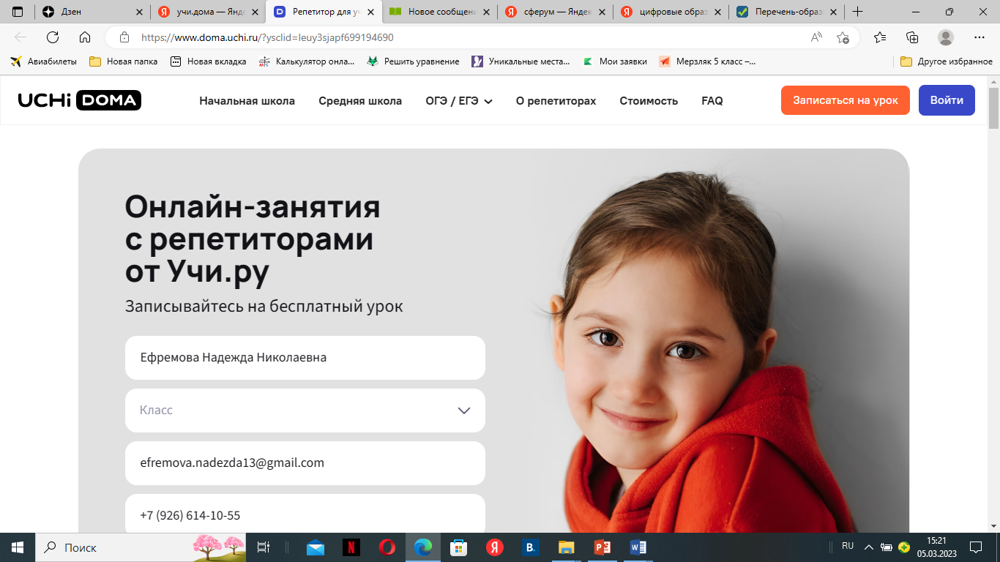 Дзен
учи.дома — Янде
Репетитор для уч
Новое сообщени
сферум — Яндек
цифровые образ
Перечень-образо
https://www.doma.uchi.ru/?ysclid=leuy3sjapf699194690
Авиабилеты
Новая папка
Новая вкладка
Калькулятор онла...
Решить уравнение
Уникальные места...
Мои заявки
Мерзляк 5 класс –...
Другое избранное
UCHi DOMA
Начальная школа
Средняя школа
ОГЭ / ЕГЭ
О репетиторах
Стоимость
FAQ
Записаться на урок
Войти
Онлайн-занятия
с репетиторами
от Учи.ру
Записывайтесь на бесплатный урок
Ефремова Надежда Николаевна
Класс
efremova.nadezda13@gmail.com
+7 (926) 614-10-55
Поиск
RU
15:21
05.03.2023